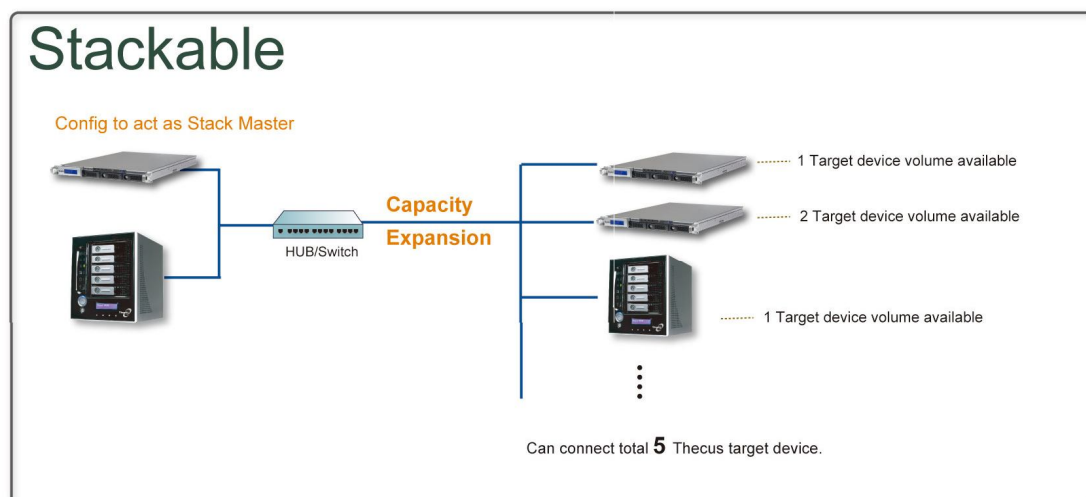 Stackable
Config to act as Stack Master
Capacity
Expansion
HUB/Switch
1 Target device volume available
2 Target device volume available
1 Target device volume available
Can connect total 5 Thecus target device.